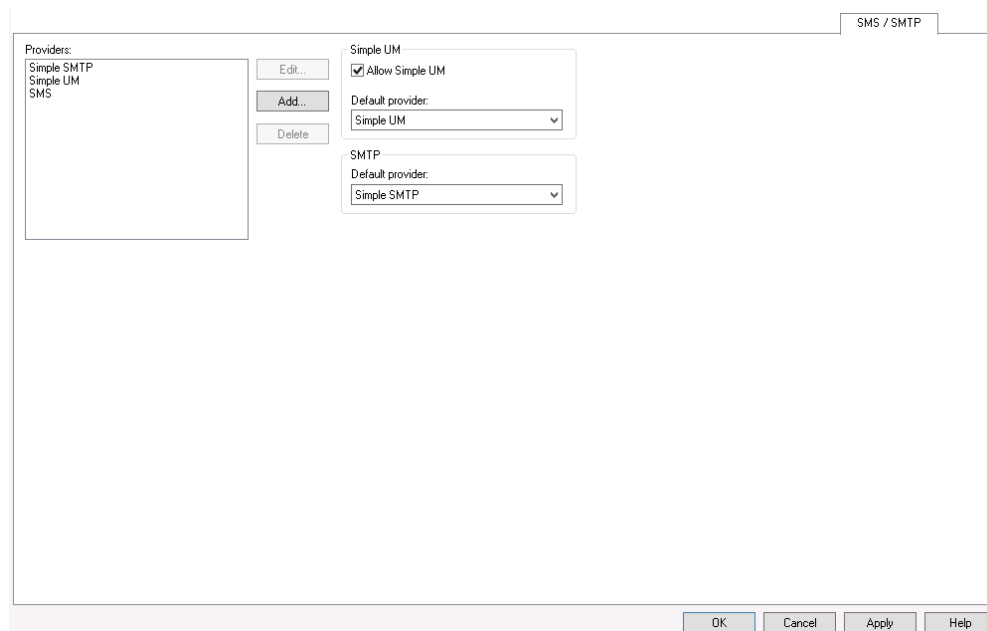 SMS / SMTP
Providers:
Simple SMTP
Simple UM
SMS
Edit...
Add...
Delete
Simple UM
Allow Simple UM
Default provider:
Simple UM
SMTP
Default provider:
Simple SMTP
OK
Cancel
Apply
Help